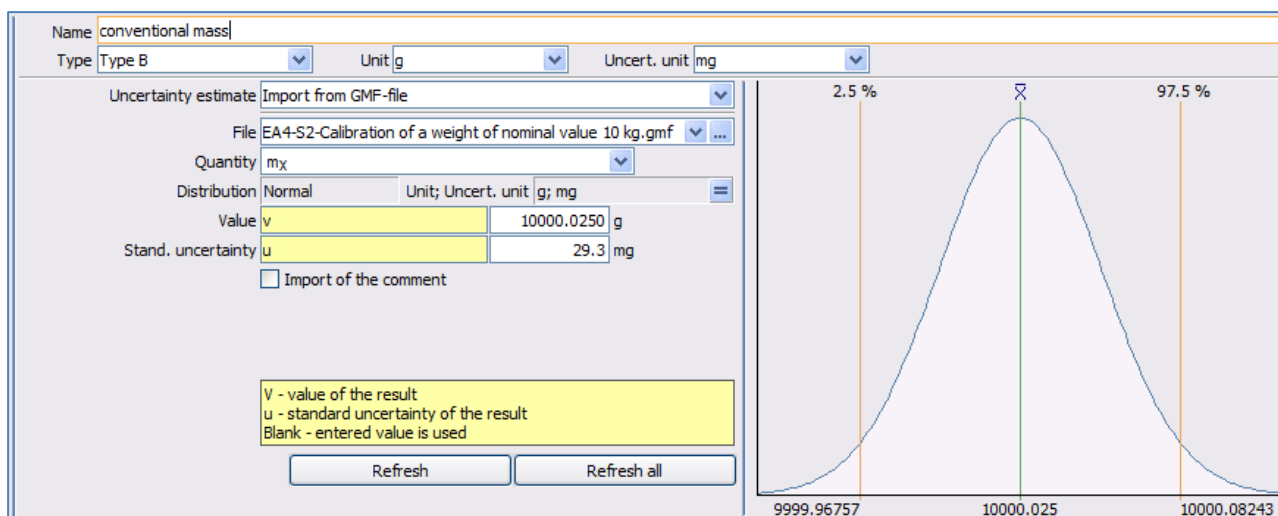 Name conventional mass
Type Type B Unit g Uncert. unit mg
Uncertainty estimate Import from GMF-file
File EA4-S2-Calibration of a weight of nominal value 10 kg.gmf ...
Quantity mX
Distribution Normal Unit; Uncert. unit g; mg =
Value v 10000.0250 g
Stand. uncertainty u 29.3 mg
Import of the comment
V - value of the result
u - standard uncertainty of the result
Blank - entered value is used
Refresh Refresh all
2.5 % X 97.5 %
9999.96757 10000.025 10000.08243